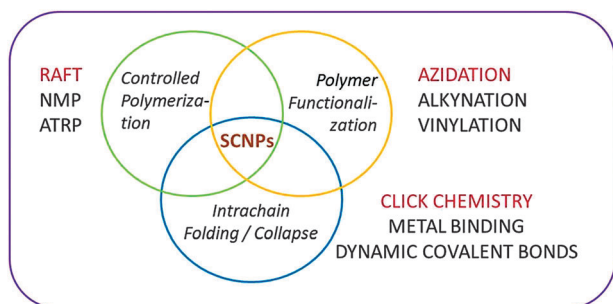 RAFT
NMP
ATRP
Controlled
Polymeriza-
tion
Polymer
Functionali-
zation
AZIDATION
ALKYNATION
VINYLATION
SCNPs
Intrachain
Folding / Collapse
CLICK CHEMISTRY
METAL BINDING
DYNAMIC COVALENT BONDS